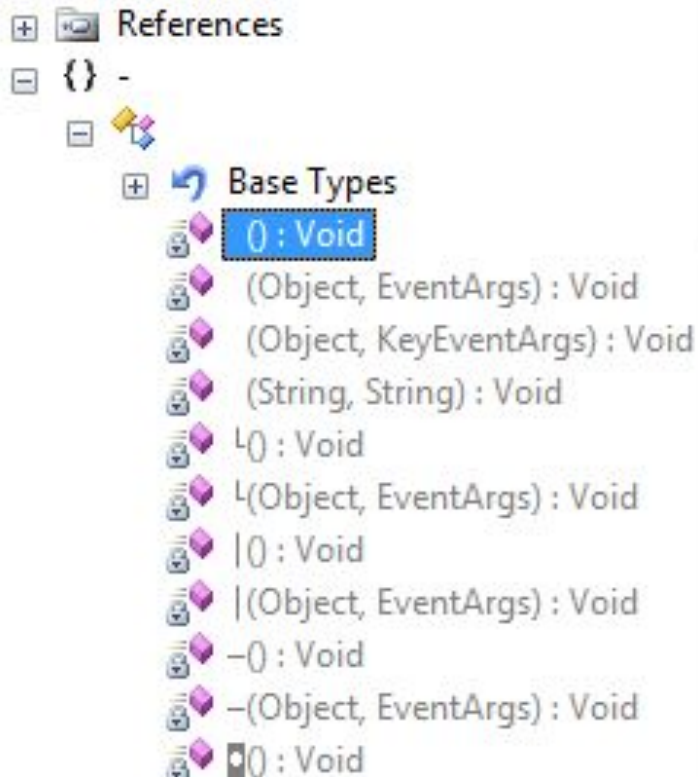 References
{} -
Base Types
() : Void
(Object, EventArgs) : Void
(Object, KeyEventArgs) : Void
(String, String) : Void
└() : Void
└(Object, EventArgs) : Void
|() : Void
|(Object, EventArgs) : Void
–() : Void
–(Object, EventArgs) : Void
◘() : Void